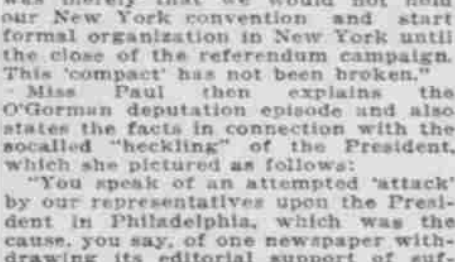 was merely that we would not hold
our New York convention and start
formal organization in New York until
the close of the referendum campaign.
This 'compact' has not been broken."
Miss Paul then explains the
O'Gorman deputation episode and also
states the facts in connection with the
socalled "heckling" of the President,
which she pictured as follows:
"You speak of an attempted 'attack'
by our representatives upon the Presi-
dent in Philadelphia, which was the
cause, you say, of one newspaper with-
drawing its editorial support of suf-